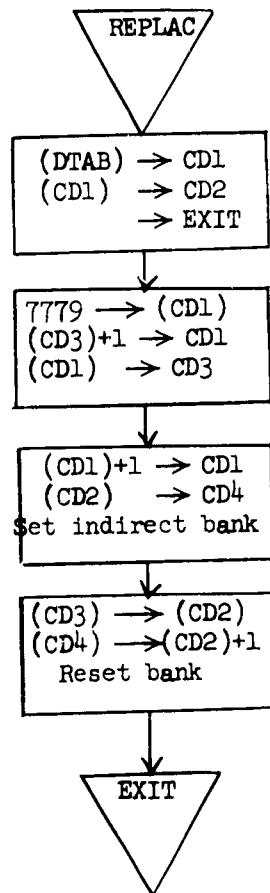 REPLAC
(DTAB) → CD1
(CD1) → CD2
→ EXIT
7779 → (CD1)
(CD3)+1 → CD1
(CD1) → CD3
(CD1)+1 → CD1
(CD2) → CD4
Set indirect bank
(CD3) → (CD2)
(CD4) → (CD2)+1
Reset bank
EXIT